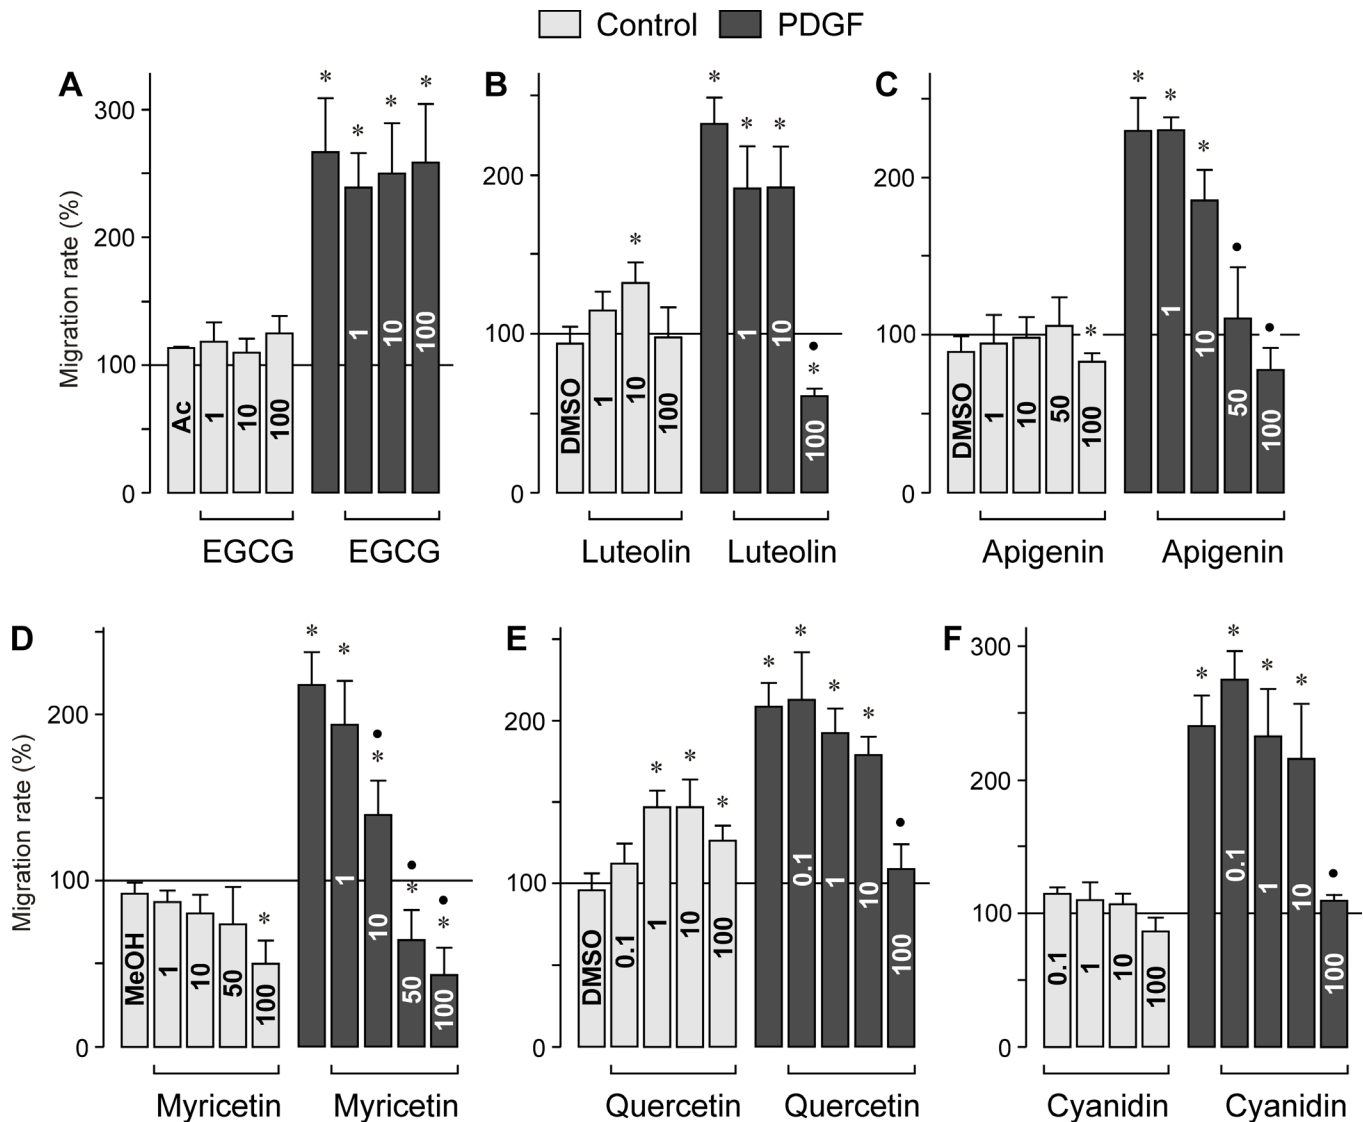 Control PDGF
A
Migration rate (%)
300
200
100
0
* * * *
Ac 1 10 100 1 10 100
EGCG EGCG
B
200
100
0
* * * * • *
DMSO 1 10 100 1 10 100
Luteolin Luteolin
C
200
100
0
* * * * • •
DMSO 1 10 50 100 1 10 50 100
Apigenin Apigenin
D
Migration rate (%)
200
100
0
* * * • * • * • *
MeOH 1 10 50 100 1 10 50 100
Myricetin Myricetin
E
200
100
0
* * * * * * * •
DMSO 0.1 1 10 100 0.1 1 10 100
Quercetin Quercetin
F
300
200
100
0
* * * * •
0.1 1 10 100 0.1 1 10 100
Cyanidin Cyanidin